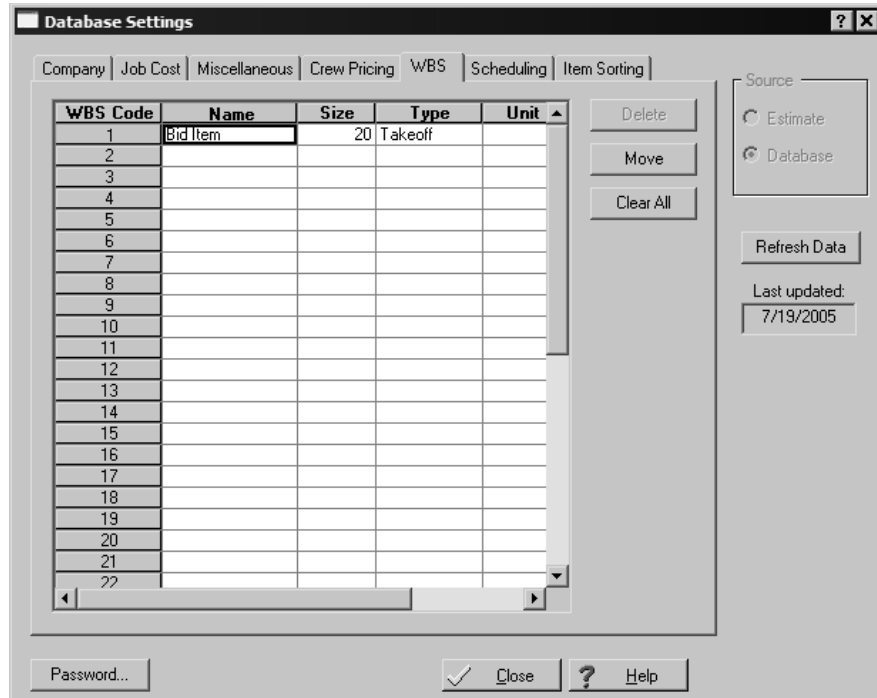 Database Settings
Company Job Cost Miscellaneous Crew Pricing WBS Scheduling Item Sorting
WBS Code Name Size Type Unit
1 Bid Item 20 Takeoff
2
3
4
5
6
7
8
9
10
11
12
13
14
15
16
17
18
19
20
21
22
Delete
Move
Clear All
Source
Estimate
Database
Refresh Data
Last updated:
7/19/2005
Password... Close ? Help